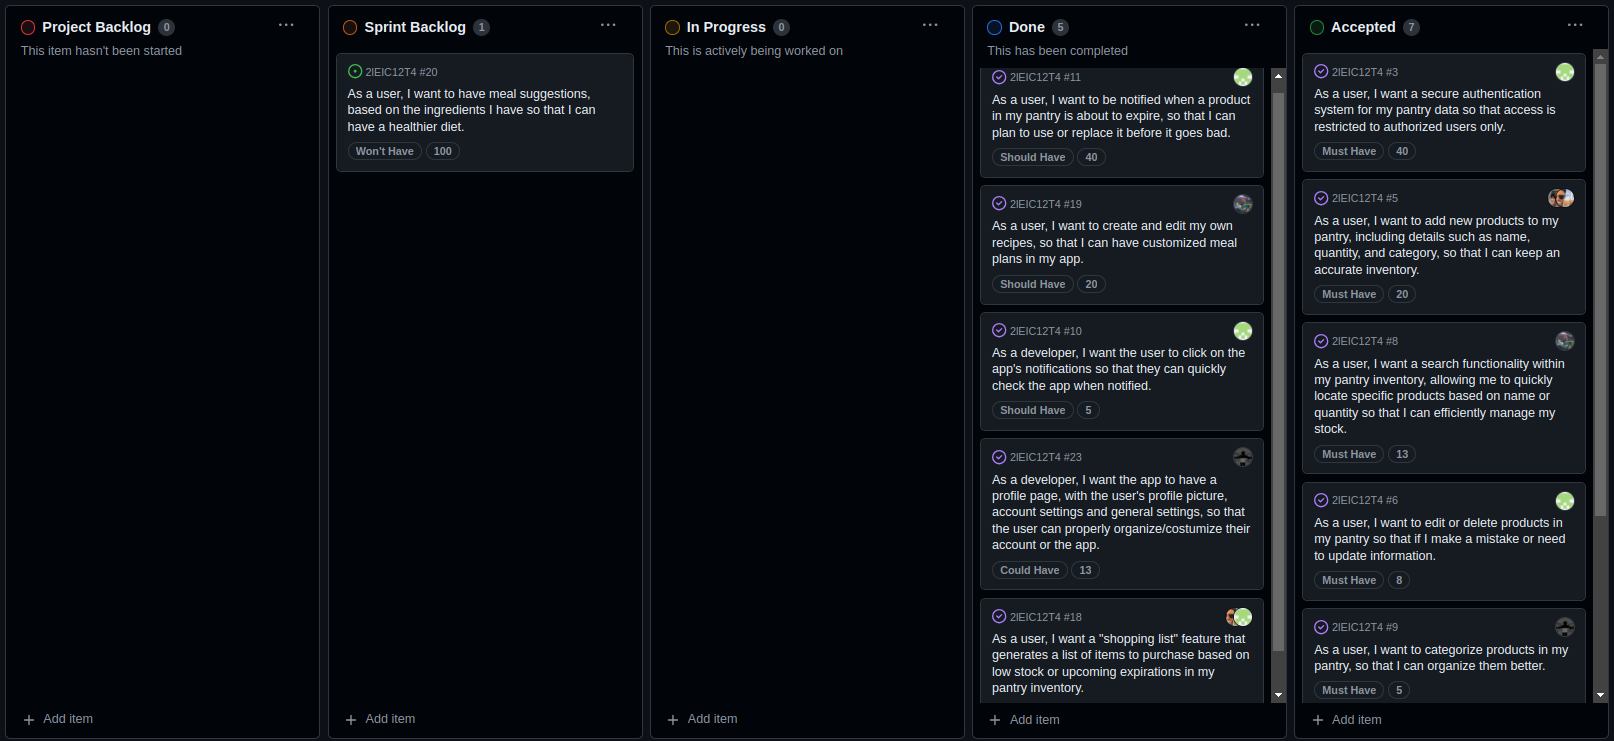 Project Backlog 0
This item hasn't been started
Add item
Sprint Backlog 1
2lEIC12T4 #20
As a user, I want to have meal suggestions,
based on the ingredients I have so that I can
have a healthier diet.
Won't Have 100
Add item
In Progress 0
This is actively being worked on
Add item
Done 5
This has been completed
2lEIC12T4 #11
As a user, I want to be notified when a product
in my pantry is about to expire, so that I can
plan to use or replace it before it goes bad.
Should Have 40
2lEIC12T4 #19
As a user, I want to create and edit my own
recipes, so that I can have customized meal
plans in my app.
Should Have 20
2lEIC12T4 #10
As a developer, I want the user to click on the
app's notifications so that they can quickly
check the app when notified.
Should Have 5
2lEIC12T4 #23
As a developer, I want the app to have a
profile page, with the user's profile picture,
account settings and general settings, so that
the user can properly organize/costumize their
account or the app.
Could Have 13
2lEIC12T4 #18
As a user, I want a "shopping list" feature that
generates a list of items to purchase based on
low stock or upcoming expirations in my
pantry inventory.
Add item
Accepted 7
2lEIC12T4 #3
As a user, I want a secure authentication
system for my pantry data so that access is
restricted to authorized users only.
Must Have 40
2lEIC12T4 #5
As a user, I want to add new products to my
pantry, including details such as name,
quantity, and category, so that I can keep an
accurate inventory.
Must Have 20
2lEIC12T4 #8
As a user, I want a search functionality within
my pantry inventory, allowing me to quickly
locate specific products based on name or
quantity so that I can efficiently manage my
stock.
Must Have 13
2lEIC12T4 #6
As a user, I want to edit or delete products in
my pantry so that if I make a mistake or need
to update information.
Must Have 8
2lEIC12T4 #9
As a user, I want to categorize products in my
pantry, so that I can organize them better.
Must Have 5
Add item